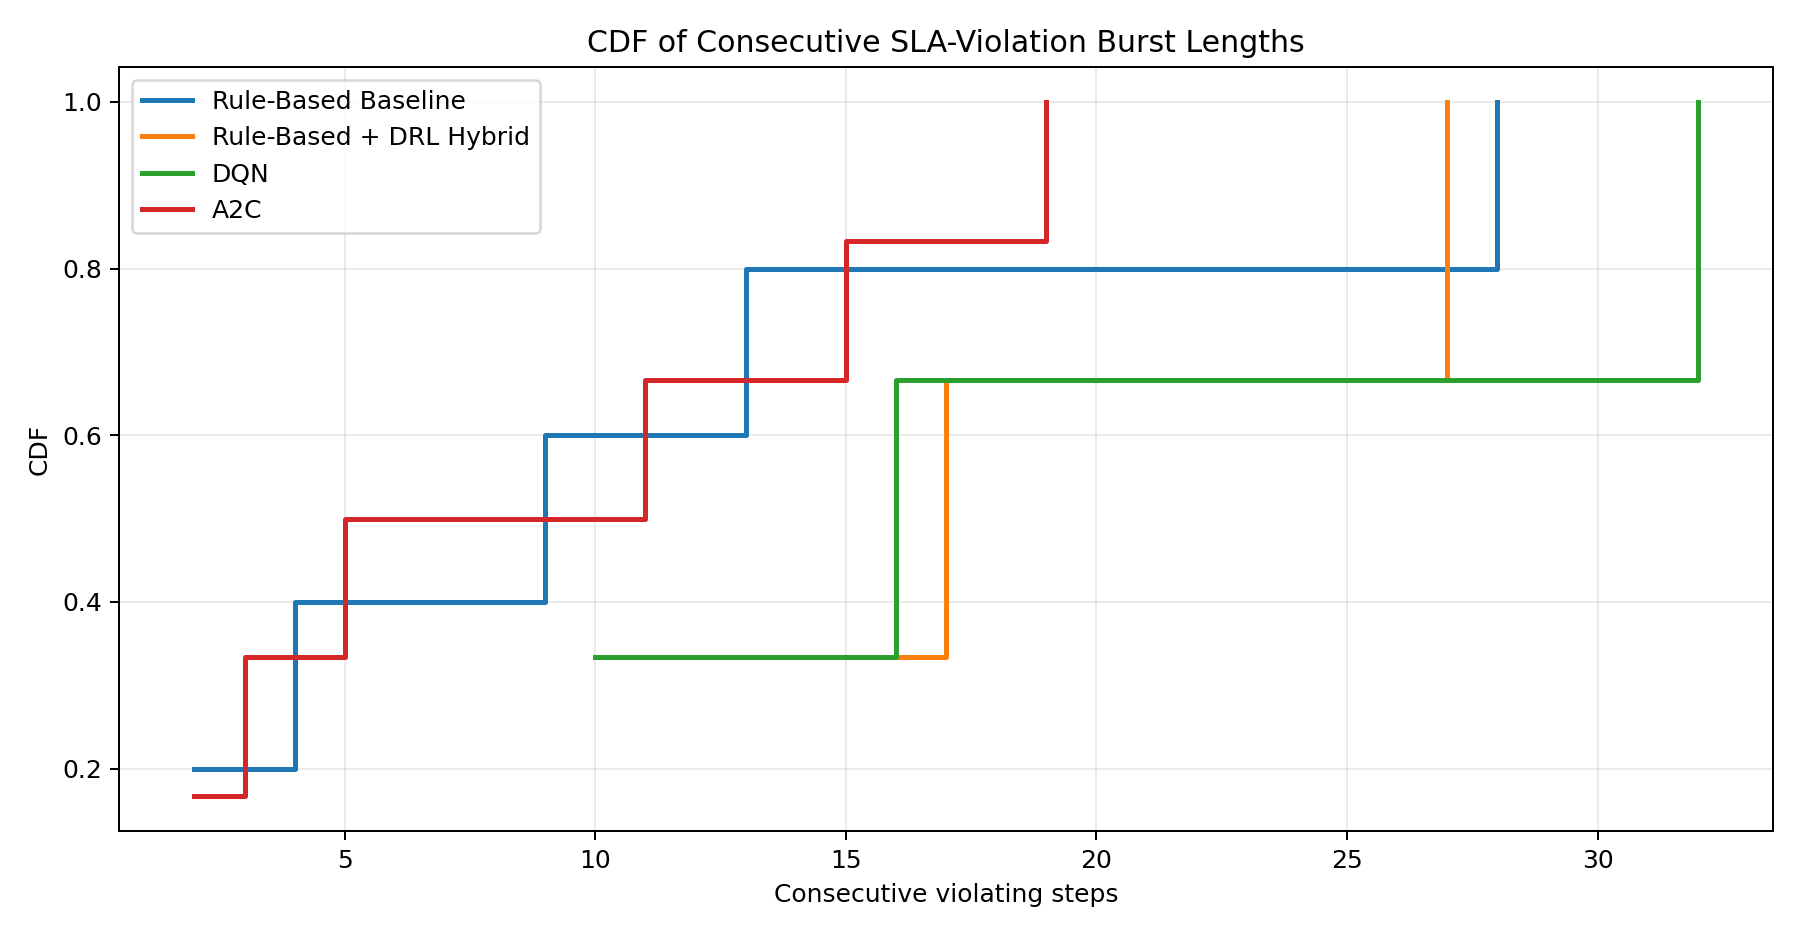 CDF of Consecutive SLA-Violation Burst Lengths
Rule-Based Baseline
Rule-Based + DRL Hybrid
DQN
A2C
CDF
1.0
0.8
0.6
0.4
0.2
5 10 15 20 25 30
Consecutive violating steps